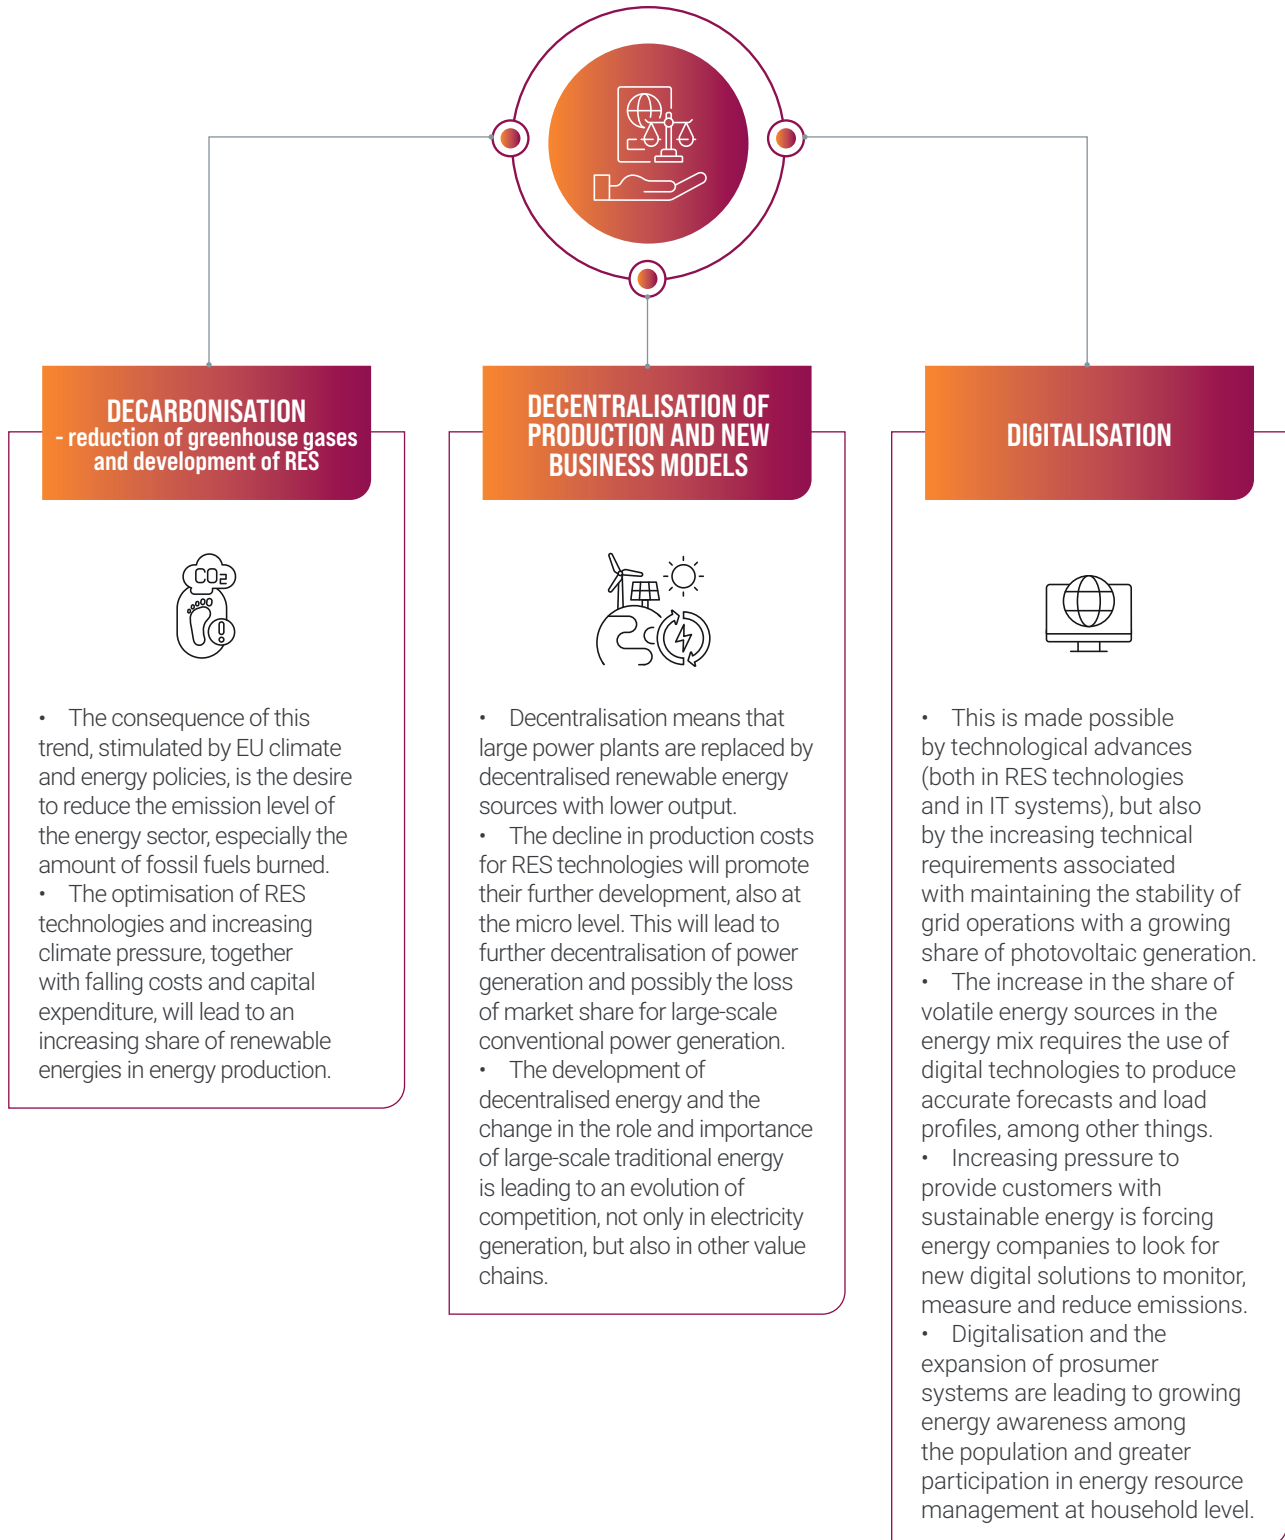 DECARBONISATION
- reduction of greenhouse gases
and development of RES
CO2
• The consequence of this
trend, stimulated by EU climate
and energy policies, is the desire
to reduce the emission level of
the energy sector, especially the
amount of fossil fuels burned.
• The optimisation of RES
technologies and increasing
climate pressure, together
with falling costs and capital
expenditure, will lead to an
increasing share of renewable
energies in energy production.
DECENTRALISATION OF
PRODUCTION AND NEW
BUSINESS MODELS
• Decentralisation means that
large power plants are replaced by
decentralised renewable energy
sources with lower output.
• The decline in production costs
for RES technologies will promote
their further development, also at
the micro level. This will lead to
further decentralisation of power
generation and possibly the loss
of market share for large-scale
conventional power generation.
• The development of
decentralised energy and the
change in the role and importance
of large-scale traditional energy
is leading to an evolution of
competition, not only in electricity
generation, but also in other value
chains.
DIGITALISATION
• This is made possible
by technological advances
(both in RES technologies
and in IT systems), but also
by the increasing technical
requirements associated
with maintaining the stability of
grid operations with a growing
share of photovoltaic generation.
• The increase in the share of
volatile energy sources in the
energy mix requires the use of
digital technologies to produce
accurate forecasts and load
profiles, among other things.
• Increasing pressure to
provide customers with
sustainable energy is forcing
energy companies to look for
new digital solutions to monitor,
measure and reduce emissions.
• Digitalisation and the
expansion of prosumer
systems are leading to growing
energy awareness among
the population and greater
participation in energy resource
management at household level.